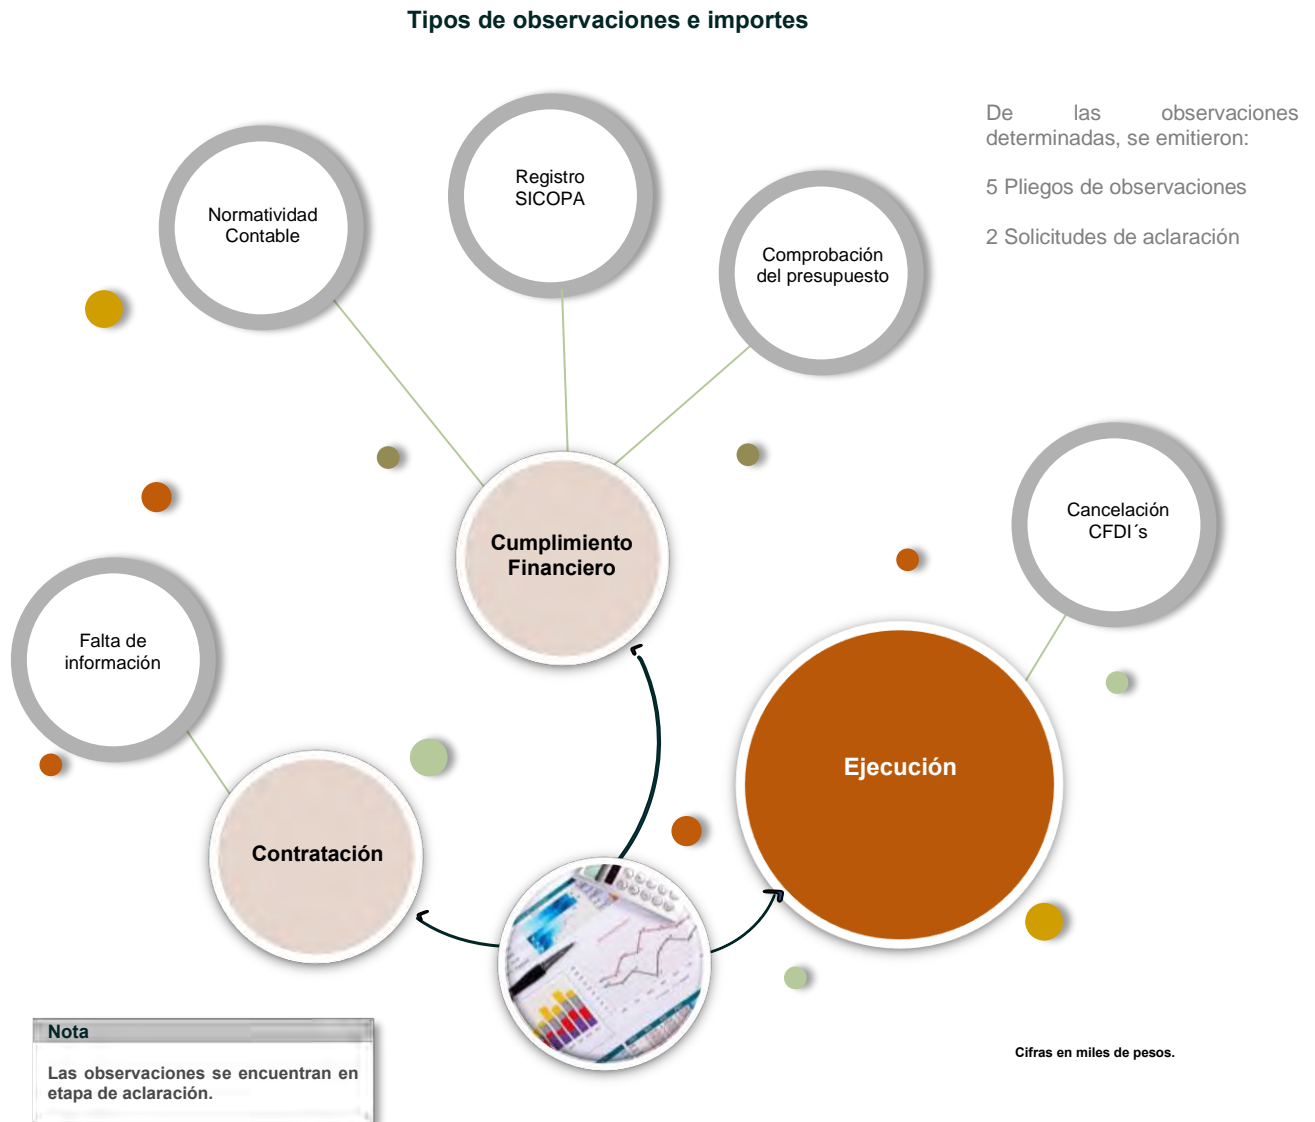 Tipos de observaciones e importes
De las observaciones
determinadas, se emitieron:
5 Pliegos de observaciones
2 Solicitudes de aclaración
Registro
SICOPA
Normatividad
Contable
Comprobación
del presupuesto
Cancelación
CFDI´s
Cumplimiento
Financiero
Falta de
información
Ejecución
Contratación
Nota
Las observaciones se encuentran en
etapa de aclaración.
Cifras en miles de pesos.